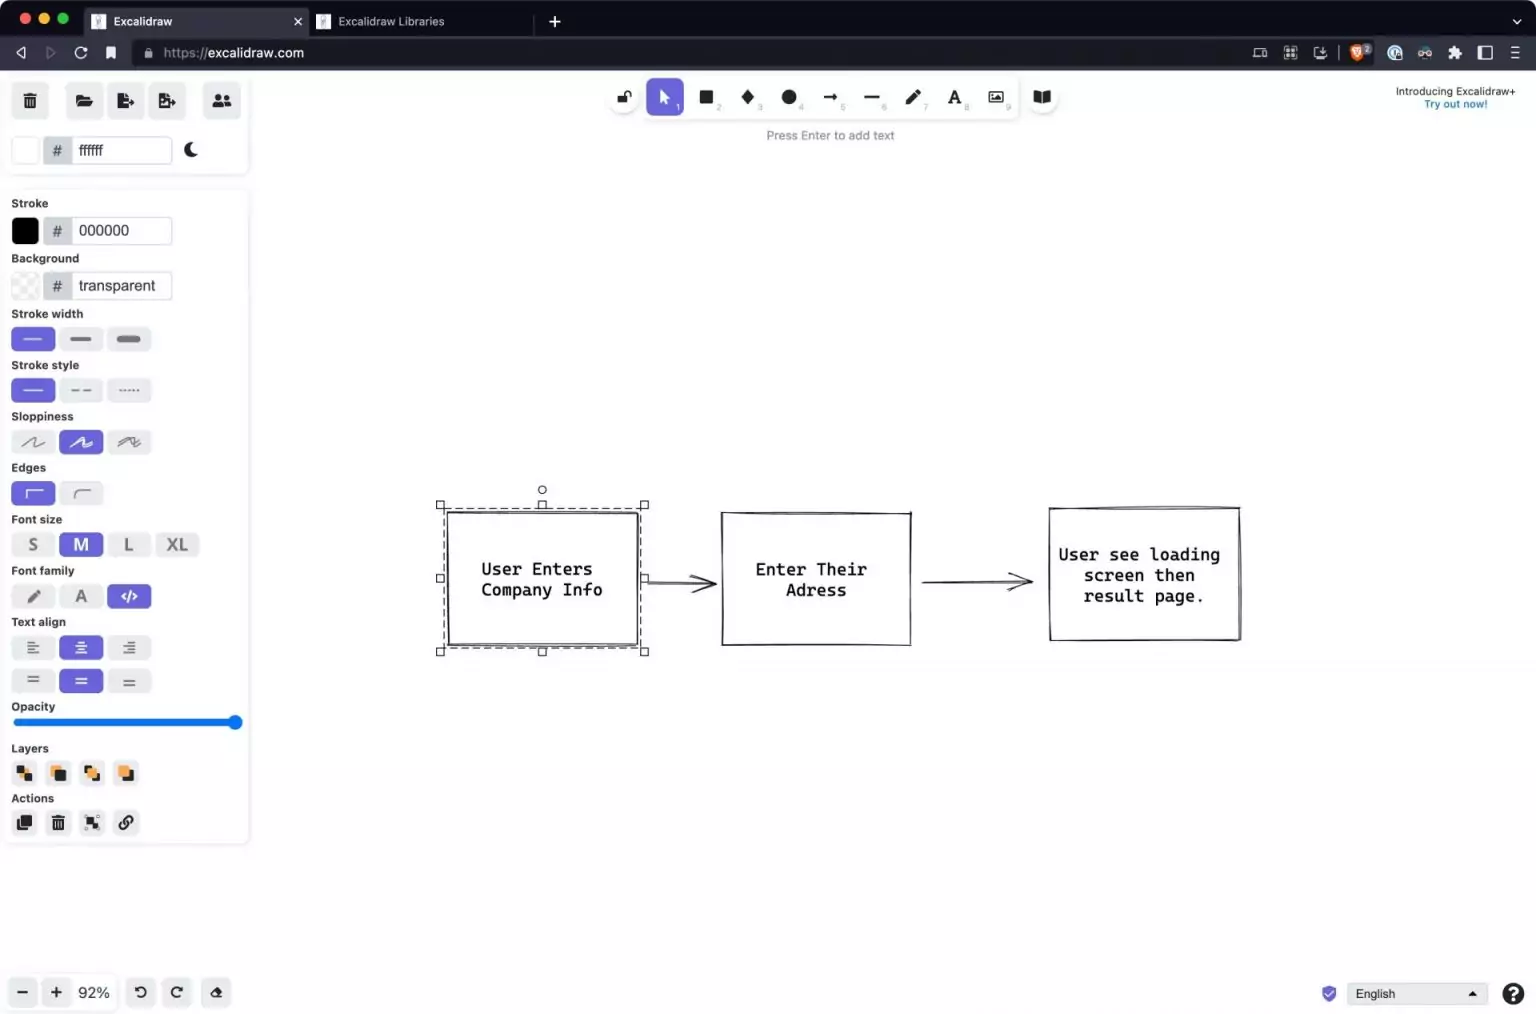 Excalidraw
Excalidraw Libraries
https://excalidraw.com
2
1
2
3
4
5
6
7
A
8
9
Introducing Excalidraw+
Try out now!
Press Enter to add text
# ffffff
Stroke
# 000000
Background
# transparent
Stroke width
Stroke style
Sloppiness
Edges
Font size
S M L XL
Font family
A </>
Text align
Opacity
Layers
Actions
User Enters
Company Info
Enter Their
Adress
User see loading
screen then
result page.
92%
English
?